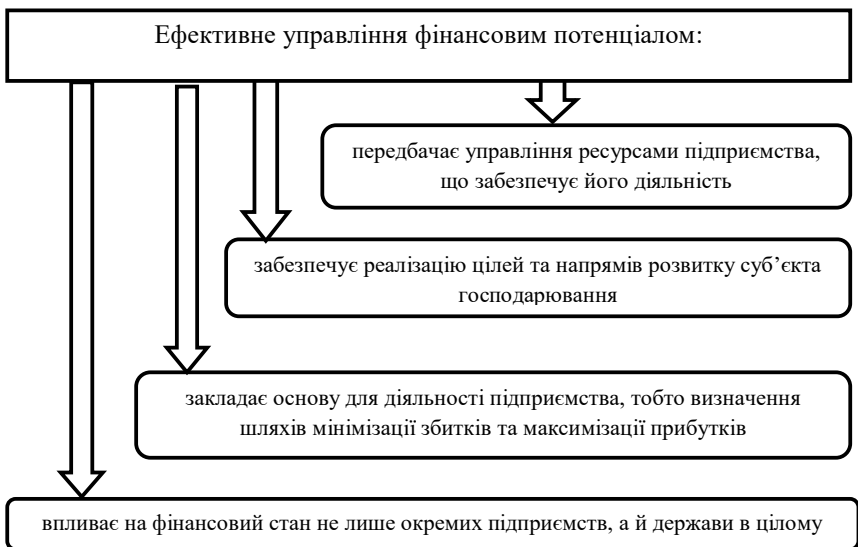 Ефективне управління фінансовим потенціалом:
передбачає управління ресурсами підприємства,
що забезпечує його діяльність
забезпечує реалізацію цілей та напрямів розвитку суб’єкта
господарювання
закладає основу для діяльності підприємства, тобто визначення
шляхів мінімізації збитків та максимізації прибутків
впливає на фінансовий стан не лише окремих підприємств, а й держави в цілому